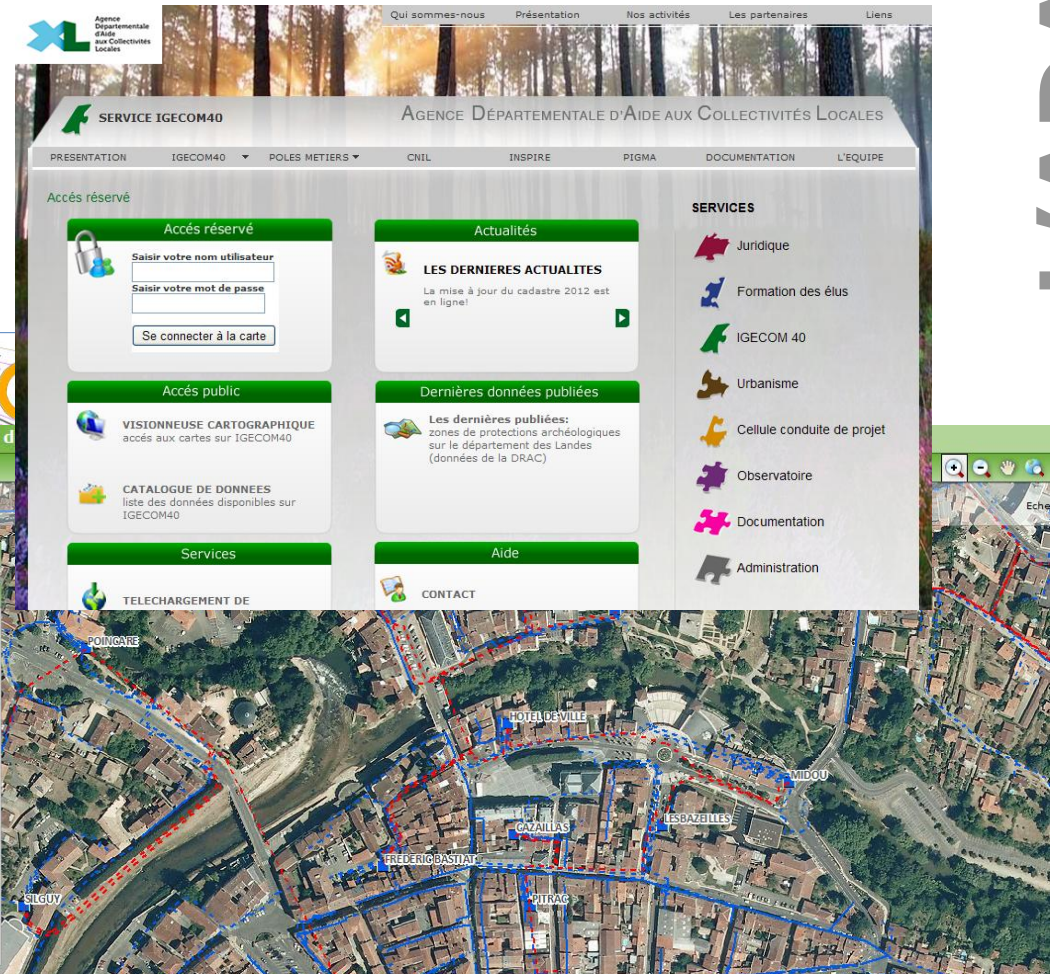 Agence
Départementale
d'Aide
aux Collectivités
Locales
Qui sommes-nous Présentation Nos activités Les partenaires Liens
SERVICE IGECOM40
AGENCE DÉPARTEMENTALE D'AIDE AUX COLLECTIVITÉS LOCALES
PRESENTATION IGECOM40 POLES METIERS CNIL INSPIRE PIGMA DOCUMENTATION L'EQUIPE
Accés réservé
Accés réservé
Saisir votre nom utilisateur
Saisir votre mot de passe
Se connecter à la carte
Actualités
LES DERNIERES ACTUALITES
La mise à jour du cadastre 2012 est
en ligne!
Accés public
VISIONNEUSE CARTOGRAPHIQUE
accés aux cartes sur IGECOM40
CATALOGUE DE DONNEES
liste des données disponibles sur
IGECOM40
Dernières données publiées
Les dernières publiées:
zones de protections archéologiques
sur le département des Landes
(données de la DRAC)
Services
TELECHARGEMENT DE
Aide
CONTACT
SERVICES
Juridique
Formation des élus
IGECOM 40
Urbanisme
Cellule conduite de projet
Observatoire
Documentation
Administration
d
Eche
POINCARE
HOTEL DE VILLE
MIDOU
LESBAZEILLES
CAZAILLAS
FREDERIC BASTIAT
SILGUY
PITRAC